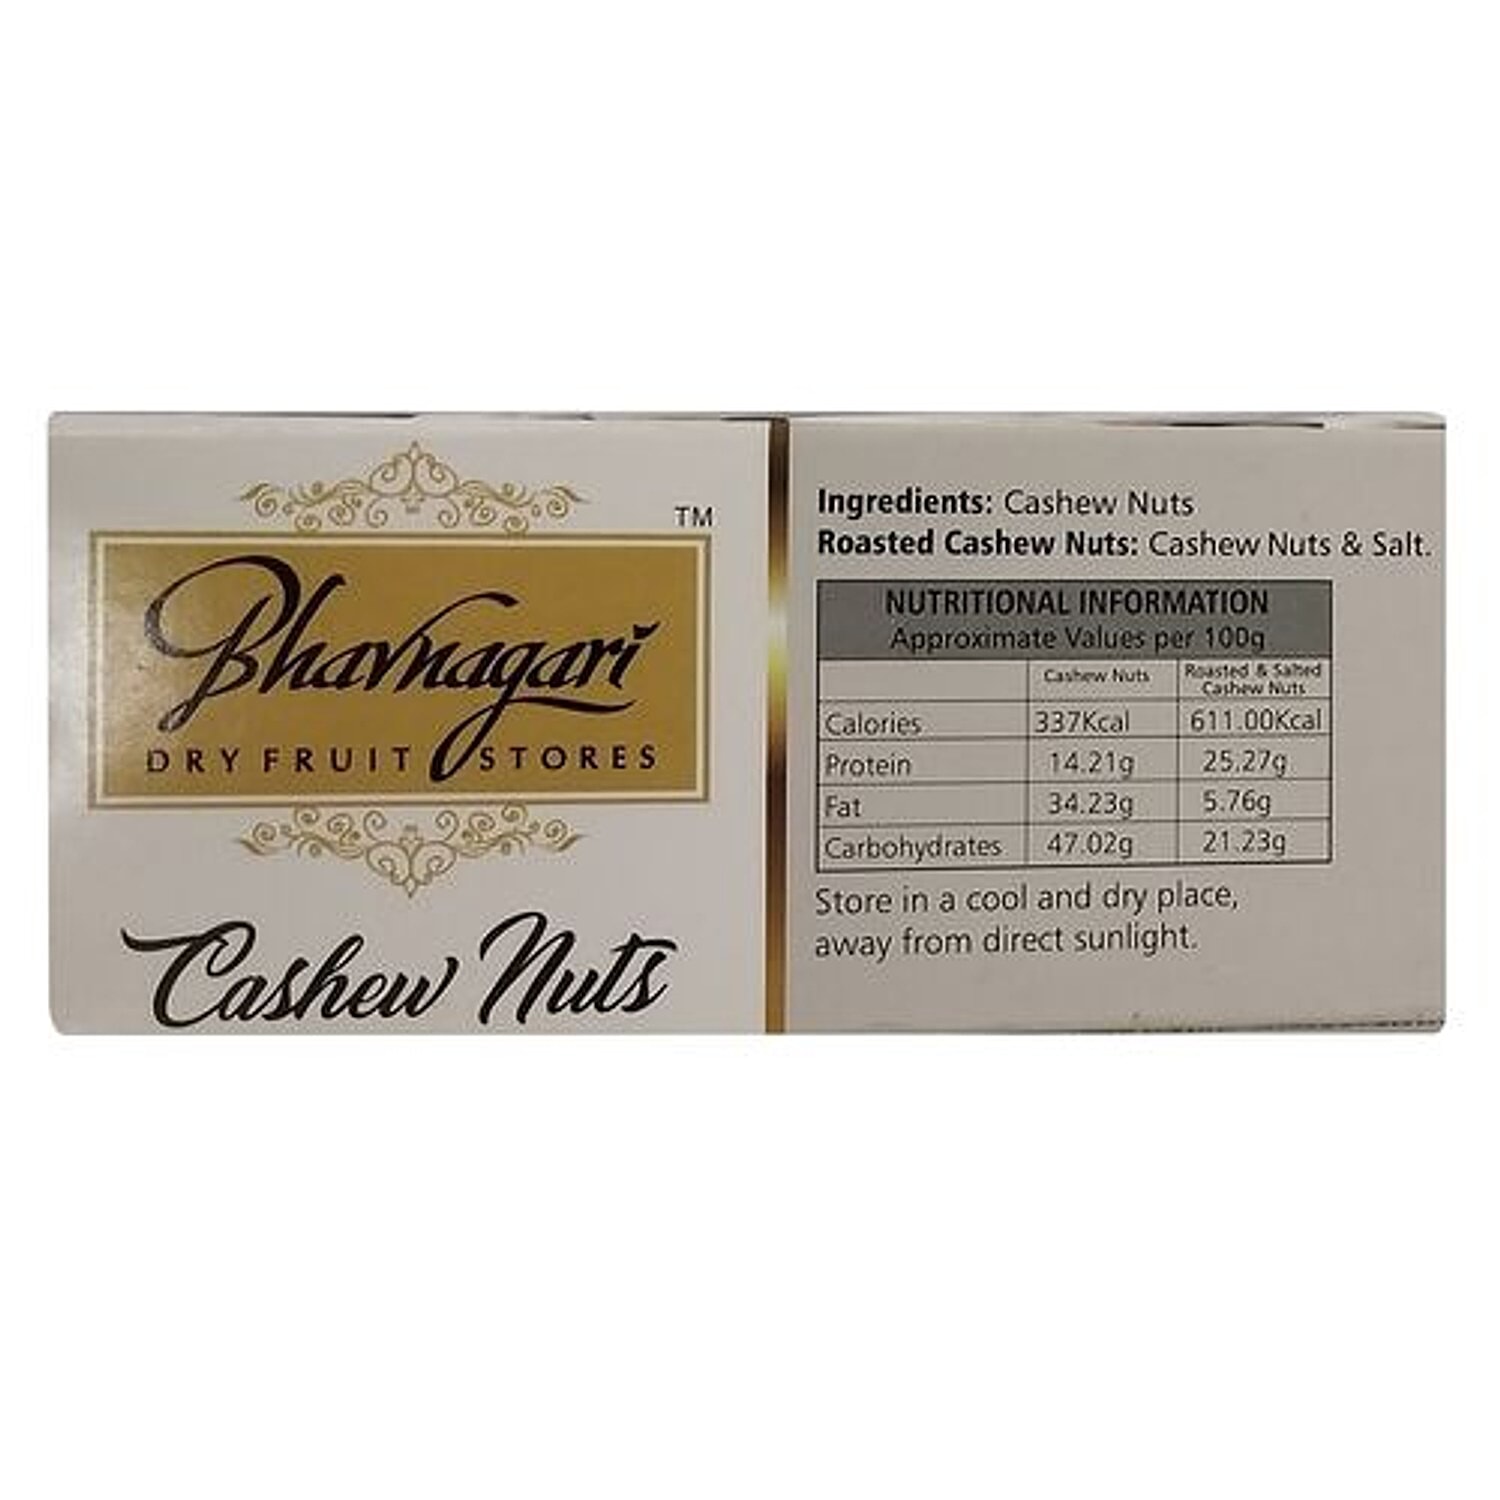 TM
Bhavnagari
DRY FRUIT STORES
Cashew Nuts
Ingredients: Cashew Nuts
Roasted Cashew Nuts: Cashew Nuts & Salt.
NUTRITIONAL INFORMATION
Approximate Values per 100g
Cashew Nuts Roasted & Salted
Cashew Nuts
Calories 337Kcal 611.00Kcal
Protein 14.21g 25.27g
Fat 34.23g 5.76g
Carbohydrates 47.02g 21.23g
Store in a cool and dry place,
away from direct sunlight.